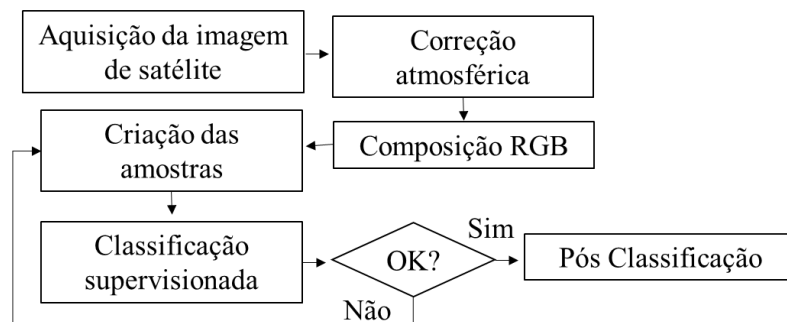 Aquisição da imagem
de satélite
Correção
atmosférica
Criação das
amostras
Composição RGB
Classificação
supervisionada
OK?
Sim
Pós Classificação
Não